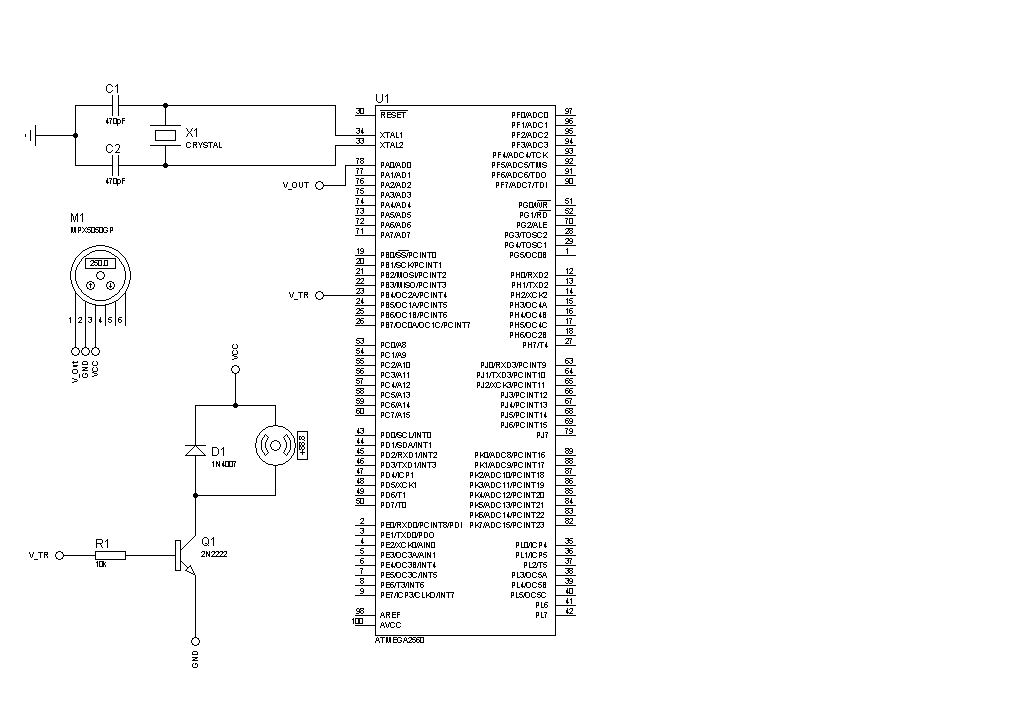 C1
470pF
X1
CRYSTAL
C2
470pF
V_OUT
V_TR
M1
MPX5050GP
250.0
1 2 3 4 5 6
V_Out
GND
VCC
VCC
D1
1N4007
+88.8
Q1
2N2222
V_TR
R1
10k
GND
U1
30 RESET
34 XTAL1
33 XTAL2
78 PA0/AD0
77 PA1/AD1
76 PA2/AD2
75 PA3/AD3
74 PA4/AD4
73 PA5/AD5
72 PA6/AD6
71 PA7/AD7
19 PB0/SS/PCINT0
20 PB1/SCK/PCINT1
21 PB2/MOSI/PCINT2
22 PB3/MISO/PCINT3
23 PB4/OC2A/PCINT4
24 PB5/OC1A/PCINT5
25 PB6/OC1B/PCINT6
26 PB7/OC0A/OC1C/PCINT7
53 PC0/A8
54 PC1/A9
55 PC2/A10
56 PC3/A11
57 PC4/A12
58 PC5/A13
59 PC6/A14
60 PC7/A15
43 PD0/SCL/INT0
44 PD1/SDA/INT1
45 PD2/RXD1/INT2
46 PD3/TXD1/INT3
47 PD4/ICP1
48 PD5/XCK1
49 PD6/T1
50 PD7/T0
2 PE0/RXD0/PCINT8/PDI
3 PE1/TXD0/PDO
4 PE2/XCK0/AIN0
5 PE3/OC3A/AIN1
6 PE4/OC3B/INT4
7 PE5/OC3C/INT5
8 PE6/T3/INT6
9 PE7/ICP3/CLKO/INT7
98 AREF
100 AVCC
PF0/ADC0 97
PF1/ADC1 96
PF2/ADC2 95
PF3/ADC3 94
PF4/ADC4/TCK 93
PF5/ADC5/TMS 92
PF6/ADC6/TDO 91
PF7/ADC7/TDI 90
PG0/WR 51
PG1/RD 52
PG2/ALE 70
PG3/TOSC2 28
PG4/TOSC1 29
PG5/OC0B 1
PH0/RXD2 12
PH1/TXD2 13
PH2/XCK2 14
PH3/OC4A 15
PH4/OC4B 16
PH5/OC4C 17
PH6/OC2B 18
PH7/T4 27
PJ0/RXD3/PCINT9 63
PJ1/TXD3/PCINT10 64
PJ2/XCK3/PCINT11 65
PJ3/PCINT12 66
PJ4/PCINT13 67
PJ5/PCINT14 68
PJ6/PCINT15 69
PJ7 79
PK0/ADC8/PCINT16 89
PK1/ADC9/PCINT17 88
PK2/ADC10/PCINT18 87
PK3/ADC11/PCINT19 86
PK4/ADC12/PCINT20 85
PK5/ADC13/PCINT21 84
PK6/ADC14/PCINT22 83
PK7/ADC15/PCINT23 82
PL0/ICP4 35
PL1/ICP5 36
PL2/T5 37
PL3/OC5A 38
PL4/OC5B 39
PL5/OC5C 40
PL6 41
PL7 42
ATMEGA2560